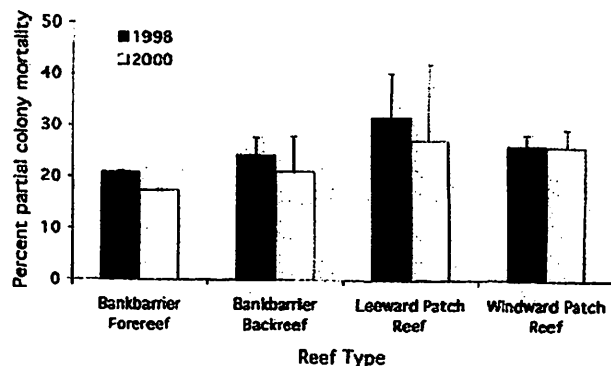 50
40
30
20
10
0
Percent partial colony mortality
1998
2000
Bankbarrier Forereef
Bankbarrier Backreef
Leeward Patch Reef
Windward Patch Reef
Reef Type